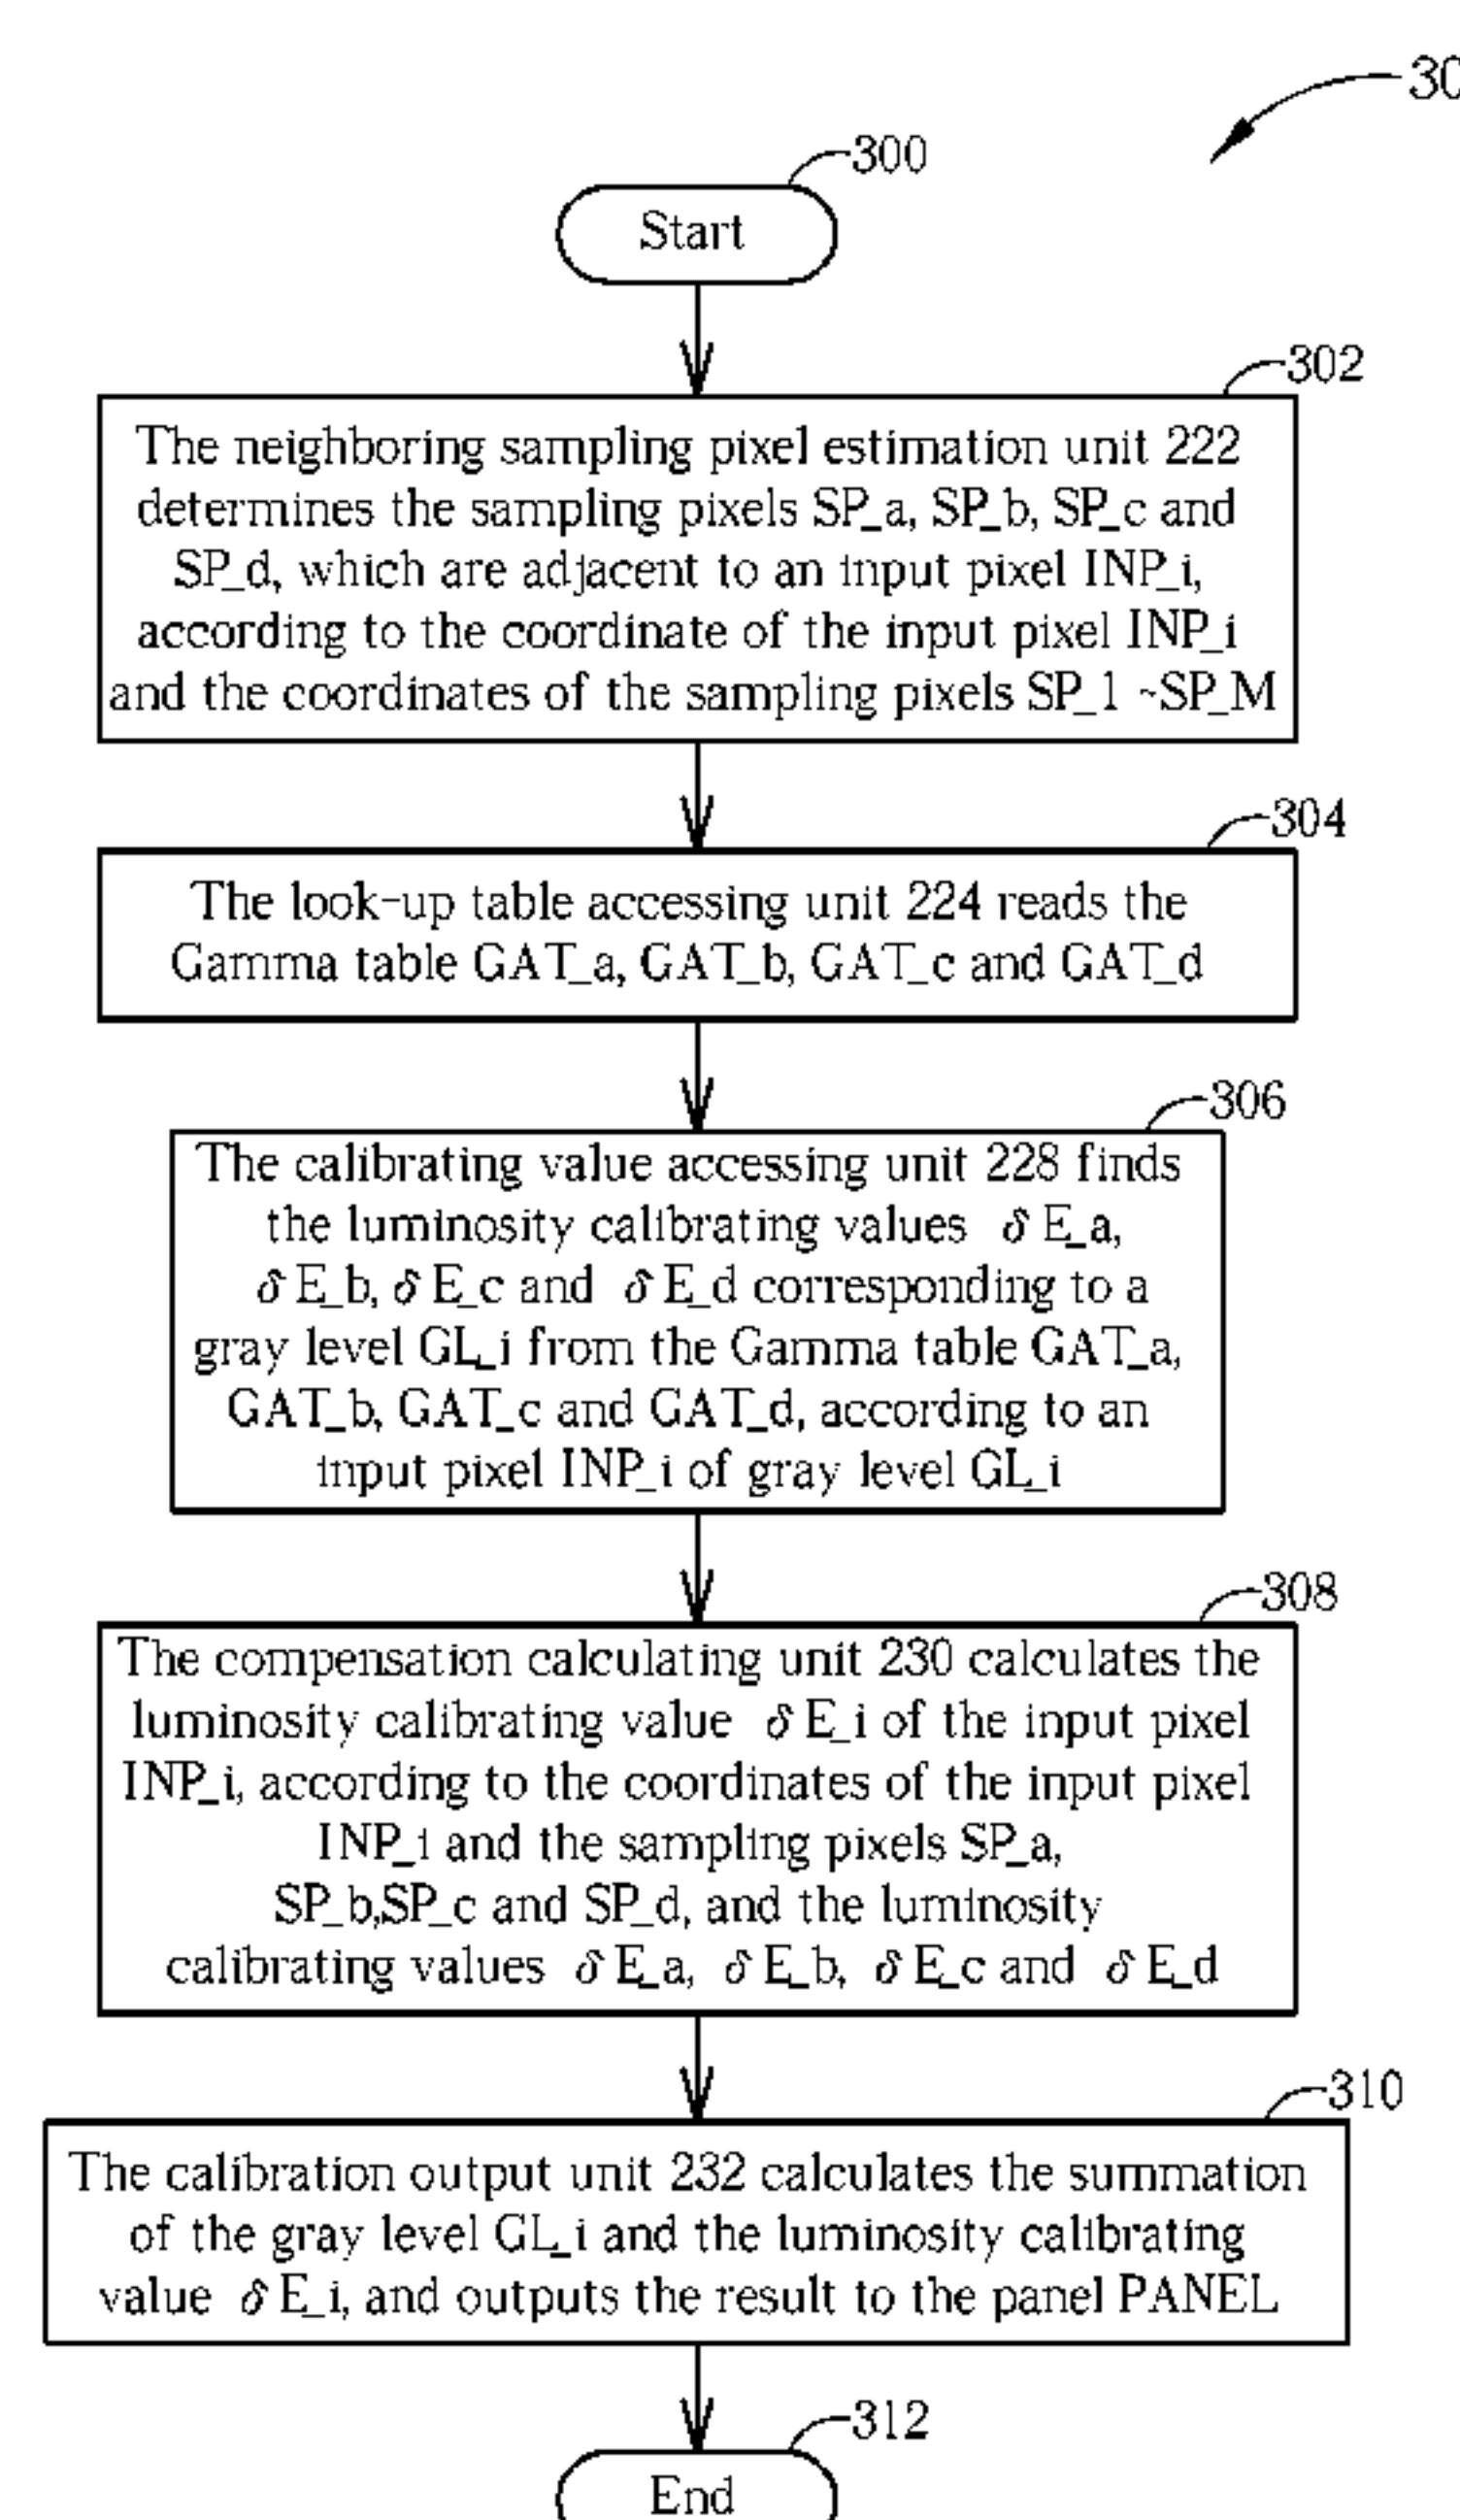 30
300
Start
302
The neighboring sampling pixel estimation unit 222
determines the sampling pixels SP_a, SP_b, SP_c and
SP_d, which are adjacent to an input pixel INP_i,
according to the coordinate of the input pixel INP_i
and the coordinates of the sampling pixels SP_1 ~SP_M
304
The look-up table accessing unit 224 reads the
Gamma table GAT_a, GAT_b, GAT_c and GAT_d
306
The calibrating value accessing unit 228 finds
the luminosity calibrating values δE_a,
δE_b, δE_c and δE_d corresponding to a
gray level GL_i from the Gamma table GAT_a,
GAT_b, GAT_c and GAT_d, according to an
input pixel INP_i of gray level GL_i
308
The compensation calculating unit 230 calculates the
luminosity calibrating value δE_i of the input pixel
INP_i, according to the coordinates of the input pixel
INP_i and the sampling pixels SP_a,
SP_b,SP_c and SP_d, and the luminosity
calibrating values δE_a, δE_b, δE_c and δE_d
310
The calibration output unit 232 calculates the summation
of the gray level GL_i and the luminosity calibrating
value δE_i, and outputs the result to the panel PANEL
312
End